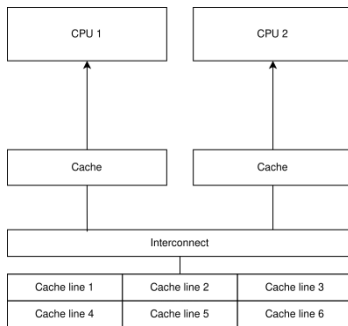 CPU 1
CPU 2
Cache
Cache
Interconnect
Cache line 1
Cache line 2
Cache line 3
Cache line 4
Cache line 5
Cache line 6